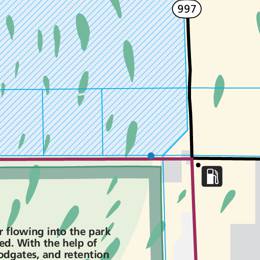 997
r flowing into the park
ed. With the help of
odgates, and retention